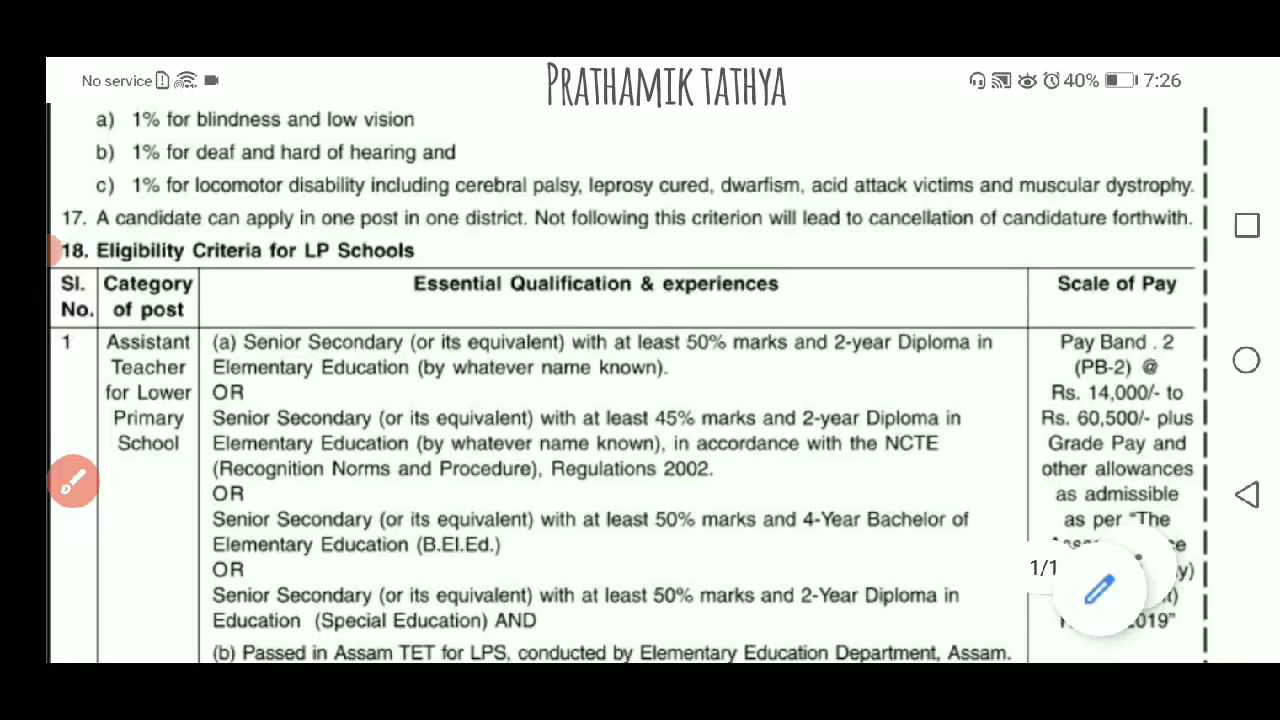 No service
PRATHAMIK TATHYA
40% 7:26
a) 1% for blindness and low vision
b) 1% for deaf and hard of hearing and
c) 1% for locomotor disability including cerebral palsy, leprosy cured, dwarfism, acid attack victims and muscular dystrophy.
17. A candidate can apply in one post in one district. Not following this criterion will lead to cancellation of candidature forthwith.
18. Eligibility Criteria for LP Schools
Sl. No.
Category of post
Essential Qualification & experiences
Scale of Pay
1
Assistant
Teacher
for Lower
Primary
School
(a) Senior Secondary (or its equivalent) with at least 50% marks and 2-year Diploma in
Elementary Education (by whatever name known).
OR
Senior Secondary (or its equivalent) with at least 45% marks and 2-year Diploma in
Elementary Education (by whatever name known), in accordance with the NCTE
(Recognition Norms and Procedure), Regulations 2002.
OR
Senior Secondary (or its equivalent) with at least 50% marks and 4-Year Bachelor of
Elementary Education (B.El.Ed.)
OR
Senior Secondary (or its equivalent) with at least 50% marks and 2-Year Diploma in
Education (Special Education) AND
(b) Passed in Assam TET for LPS, conducted by Elementary Education Department, Assam.
Pay Band . 2
(PB-2) @
Rs. 14,000/- to
Rs. 60,500/- plus
Grade Pay and
other allowances
as admissible
as per "The
1/1